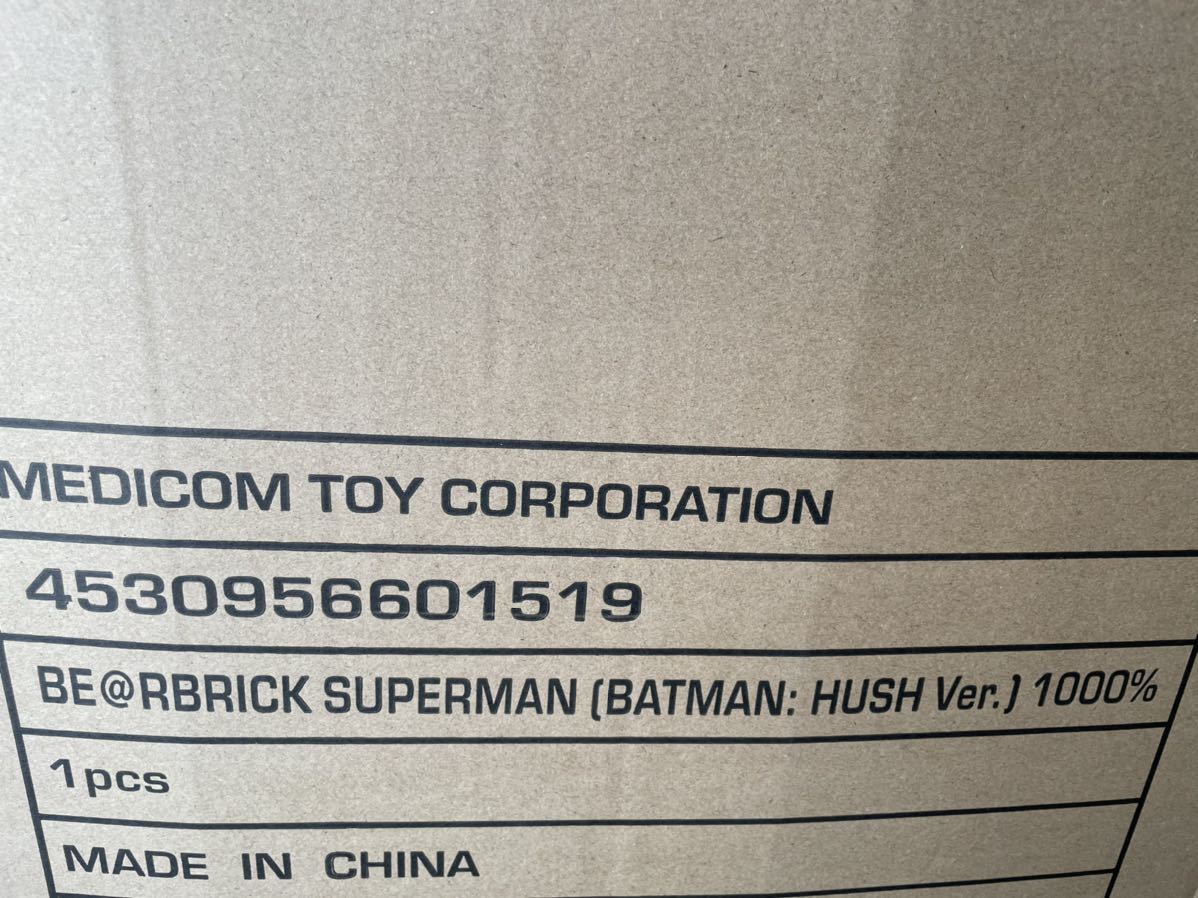 MEDICOM TOY CORPORATION
4530956601519
BE@RBRICK SUPERMAN (BATMAN: HUSH Ver.) 1000%
1pcs
MADE IN CHINA